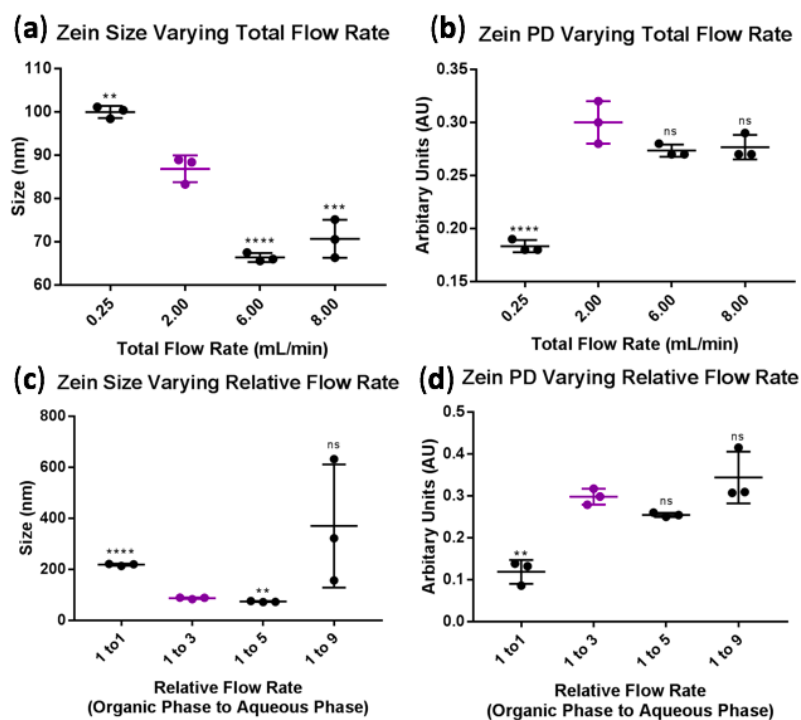 (a) Zein Size Varying Total Flow Rate
Size (nm)
110
100
90
80
70
60
**
****
***
0.25
2.00
6.00
8.00
Total Flow Rate (mL/min)
(b) Zein PD Varying Total Flow Rate
Arbitary Units (AU)
0.35
0.30
0.25
0.20
0.15
****
ns
ns
0.25
2.00
6.00
8.00
Total Flow Rate (mL/min)
(c) Zein Size Varying Relative Flow Rate
Size (nm)
800
600
400
200
0
****
**
ns
1 to1
1 to 3
1 to 5
1 to 9
Relative Flow Rate
(Organic Phase to Aqueous Phase)
(d) Zein PD Varying Relative Flow Rate
Arbitary Units (AU)
0.5
0.4
0.3
0.2
0.1
0.0
**
ns
ns
1 to1
1 to 3
1 to 5
1 to 9
Relative Flow Rate
(Organic Phase to Aqueous Phase)